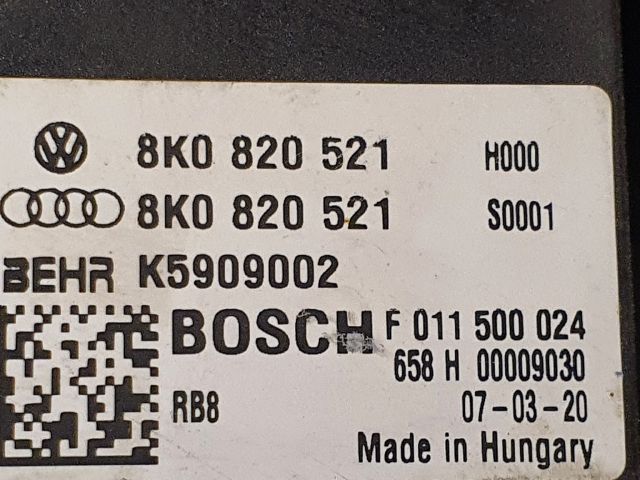 8K0 820 521 H000
8K0 820 521 S0001
BEHR K5909002
BOSCH F 011 500 024
658 H 00009030
RB8 07-03-20
Made in Hungary